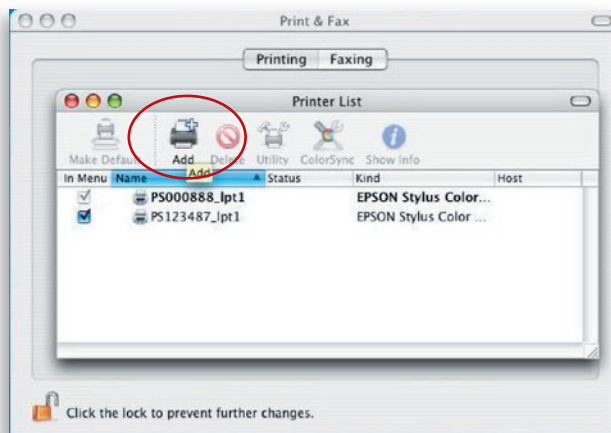 Print & Fax
Printing Faxing
Printer List
Make Default Add Delete Utility ColorSync Show Info
Add
In Menu Name Status Kind Host
PS000888_lpt1 EPSON Stylus Color...
PS123487_lpt1 EPSON Stylus Color ...
Click the lock to prevent further changes.